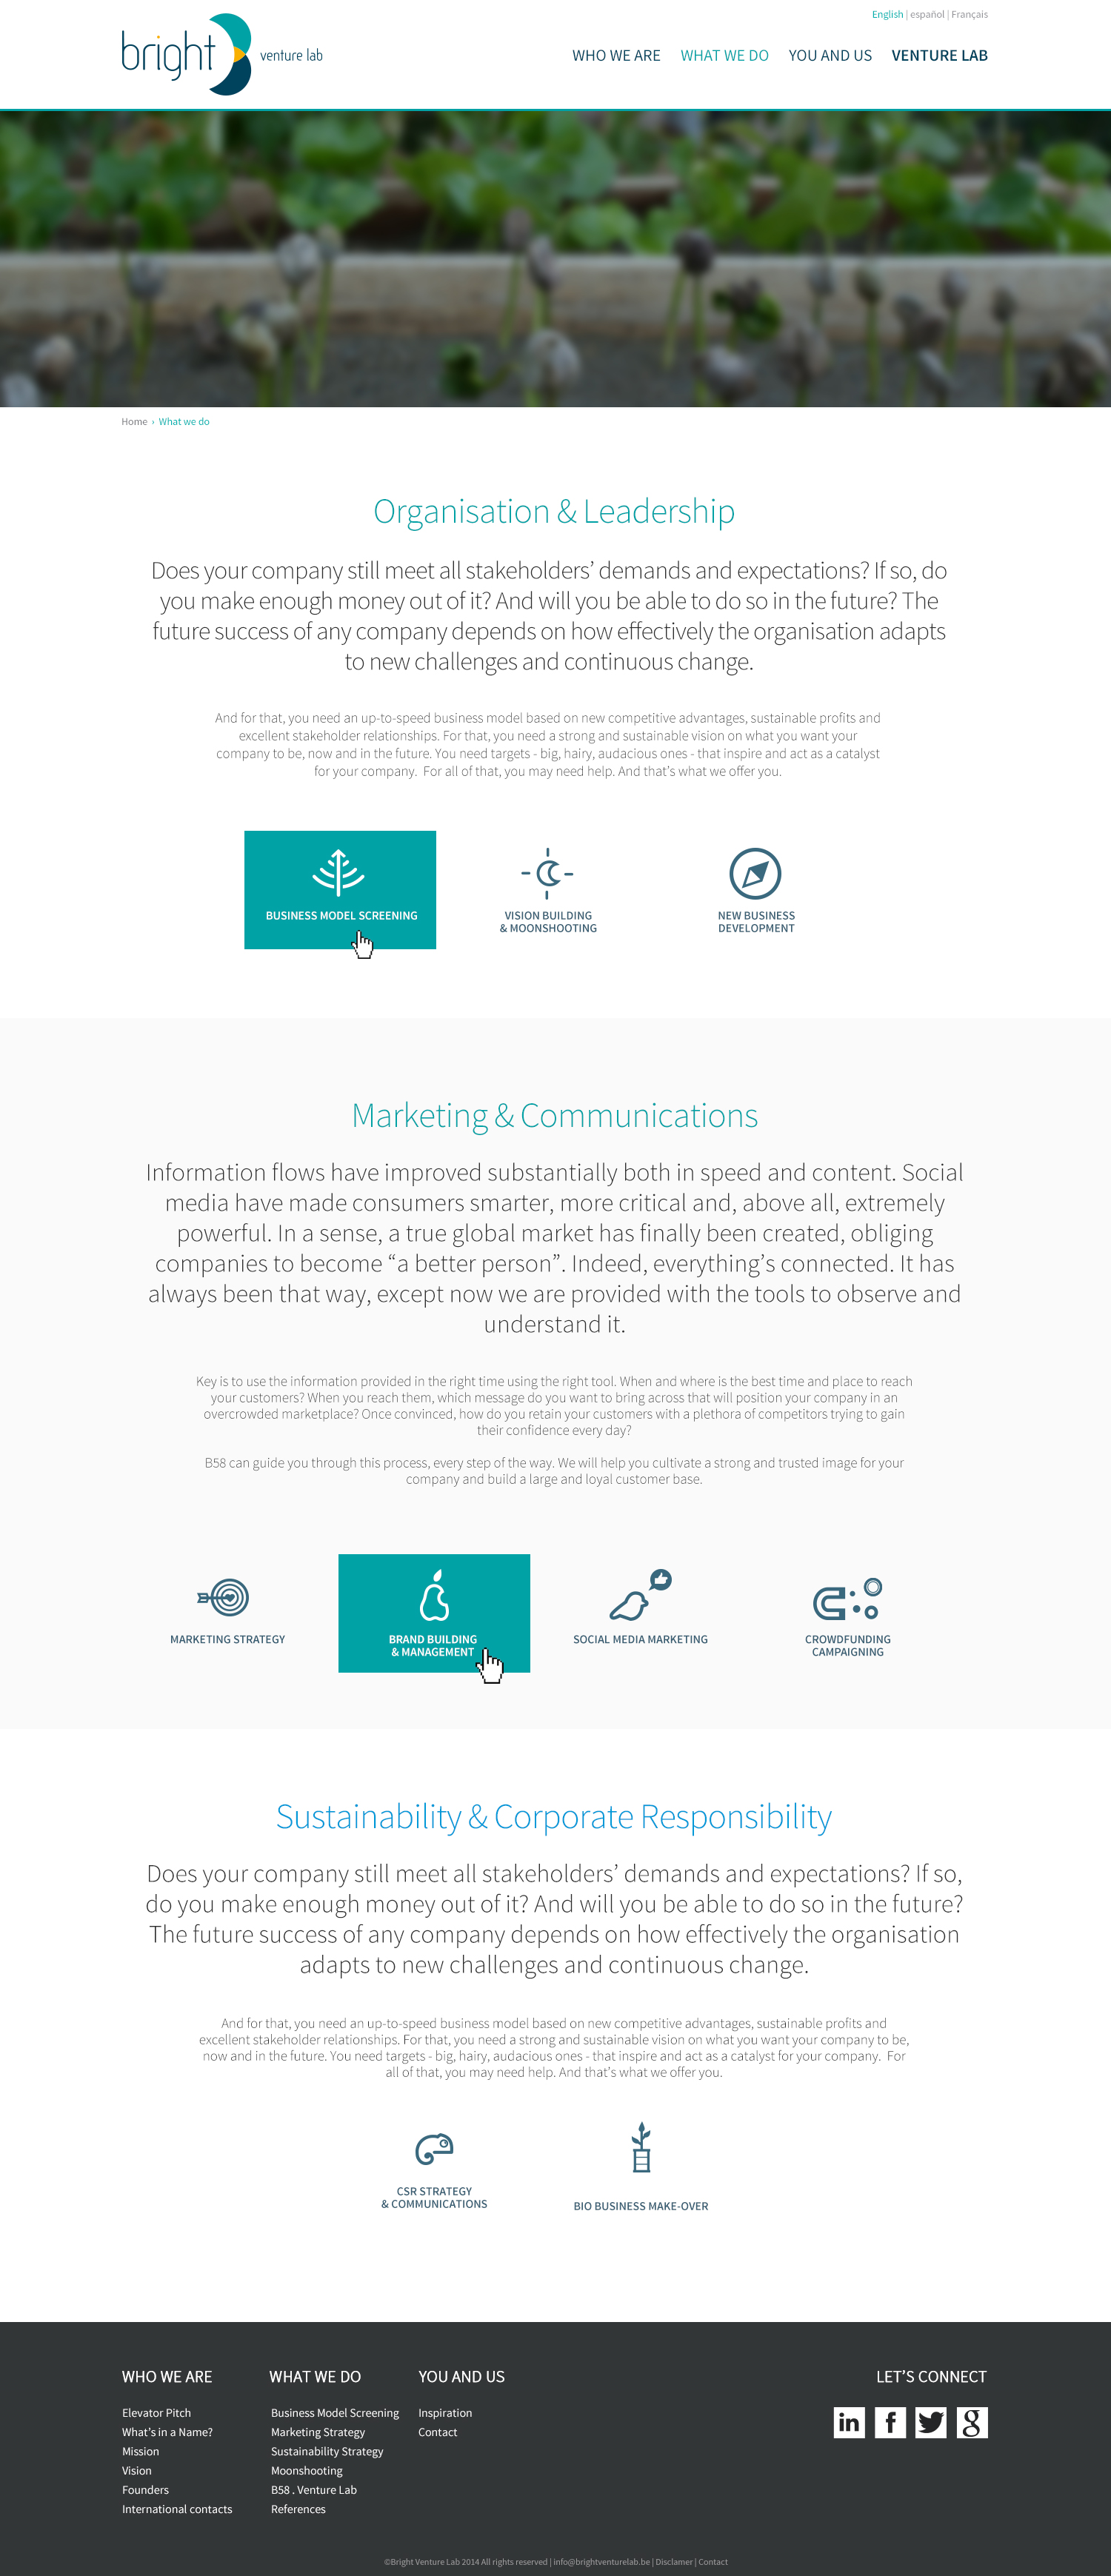 English | español | Français
bright
venture lab
WHO WE ARE WHAT WE DO YOU AND US VENTURE LAB
Home › What we do
Organisation & Leadership
Does your company still meet all stakeholders’ demands and expectations? If so, do
you make enough money out of it? And will you be able to do so in the future? The
future success of any company depends on how effectively the organisation adapts
to new challenges and continuous change.
And for that, you need an up-to-speed business model based on new competitive advantages, sustainable profits and
excellent stakeholder relationships. For that, you need a strong and sustainable vision on what you want your
company to be, now and in the future. You need targets - big, hairy, audacious ones - that inspire and act as a catalyst
for your company. For all of that, you may need help. And that’s what we offer you.
BUSINESS MODEL SCREENING
VISION BUILDING
& MOONSHOOTING
NEW BUSINESS
DEVELOPMENT
Marketing & Communications
Information flows have improved substantially both in speed and content. Social
media have made consumers smarter, more critical and, above all, extremely
powerful. In a sense, a true global market has finally been created, obliging
companies to become “a better person”. Indeed, everything’s connected. It has
always been that way, except now we are provided with the tools to observe and
understand it.
Key is to use the information provided in the right time using the right tool. When and where is the best time and place to reach
your customers? When you reach them, which message do you want to bring across that will position your company in an
overcrowded marketplace? Once convinced, how do you retain your customers with a plethora of competitors trying to gain
their confidence every day?
B58 can guide you through this process, every step of the way. We will help you cultivate a strong and trusted image for your
company and build a large and loyal customer base.
MARKETING STRATEGY
BRAND BUILDING
& MANAGEMENT
SOCIAL MEDIA MARKETING
CROWDFUNDING
CAMPAIGNING
Sustainability & Corporate Responsibility
Does your company still meet all stakeholders’ demands and expectations? If so,
do you make enough money out of it? And will you be able to do so in the future?
The future success of any company depends on how effectively the organisation
adapts to new challenges and continuous change.
And for that, you need an up-to-speed business model based on new competitive advantages, sustainable profits and
excellent stakeholder relationships. For that, you need a strong and sustainable vision on what you want your company to be,
now and in the future. You need targets - big, hairy, audacious ones - that inspire and act as a catalyst for your company. For
all of that, you may need help. And that’s what we offer you.
CSR STRATEGY
& COMMUNICATIONS
BIO BUSINESS MAKE-OVER
WHO WE ARE
Elevator Pitch
What’s in a Name?
Mission
Vision
Founders
International contacts
WHAT WE DO
Business Model Screening
Marketing Strategy
Sustainability Strategy
Moonshooting
B58 . Venture Lab
References
YOU AND US
Inspiration
Contact
LET’S CONNECT
in f g
©Bright Venture Lab 2014 All rights reserved | info@brightventurelab.be | Disclamer | Contact